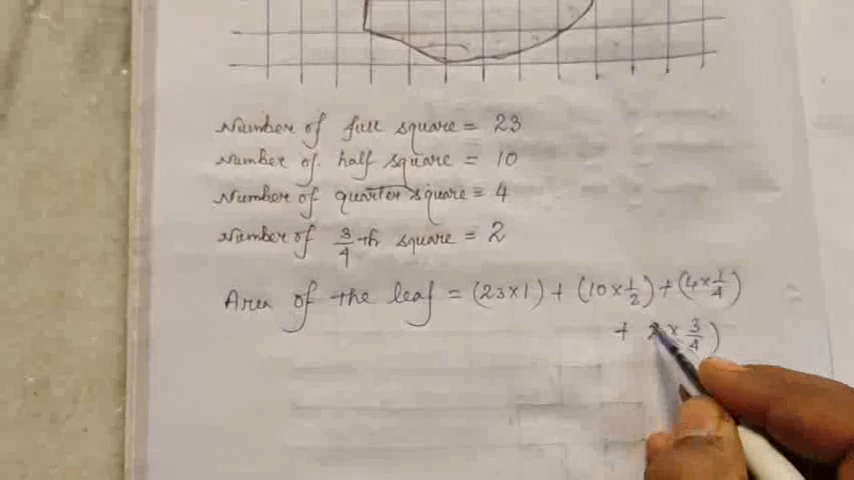 Number of full square = 23
Number of half square = 10
Number of quarter square = 4
Number of 3/4 th square = 2
Area of the leaf = (23×1) + (10×1/2) + (4×1/4)
+ 2×3/4)